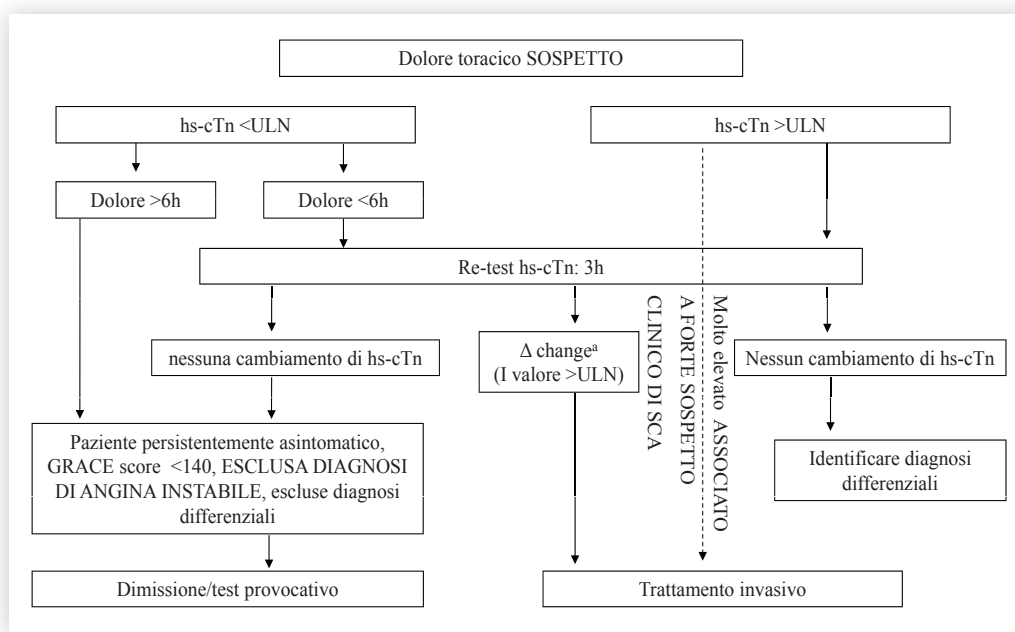 Dolore toracico SOSPETTO
hs-cTn <ULN
hs-cTn >ULN
Dolore >6h
Dolore <6h
Re-test hs-cTn: 3h
nessuna cambiamento di hs-cTn
Δ changeª
(I valore >ULN)
Molto elevato ASSOCIATO
A FORTE SOSPETTO
CLINICO DI SCA
Nessun cambiamento di hs-cTn
Paziente persistentemente asintomatico,
GRACE score <140, ESCLUSA DIAGNOSI
DI ANGINA INSTABILE, escluse diagnosi
differenziali
Identificare diagnosi
differenziali
Dimissione/test provocativo
Trattamento invasivo